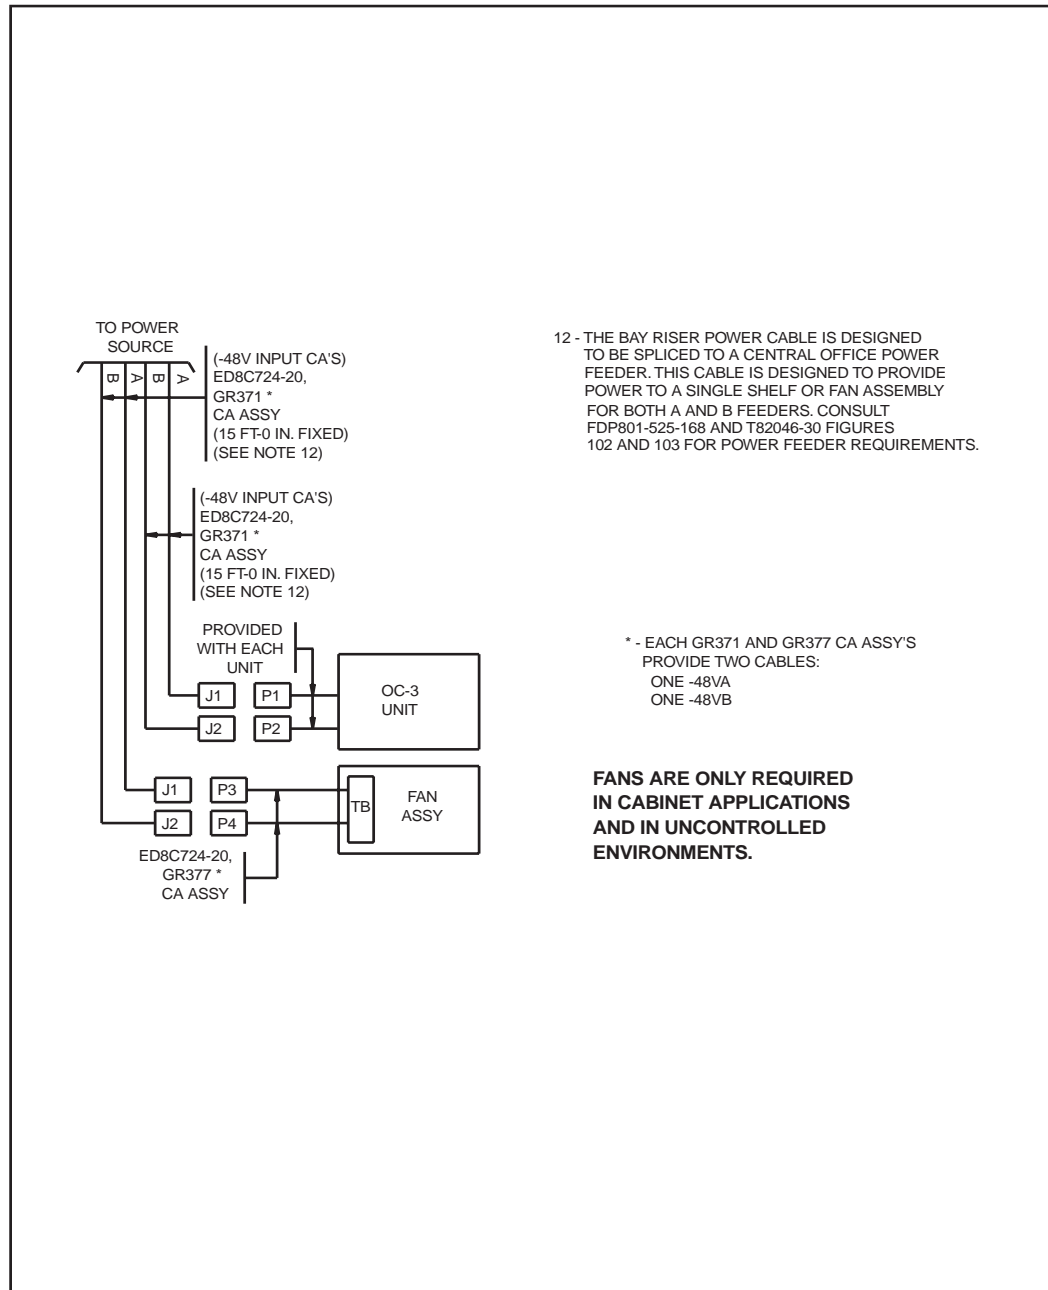 TO POWER
SOURCE
B
A
B
A
(-48V INPUT CA'S)
ED8C724-20,
GR371 *
CA ASSY
(15 FT-0 IN. FIXED)
(SEE NOTE 12)
(-48V INPUT CA'S)
ED8C724-20,
GR371 *
CA ASSY
(15 FT-0 IN. FIXED)
(SEE NOTE 12)
PROVIDED
WITH EACH
UNIT
J1
P1
J2
P2
OC-3
UNIT
J1
P3
J2
P4
TB
FAN
ASSY
ED8C724-20,
GR377 *
CA ASSY
12 - THE BAY RISER POWER CABLE IS DESIGNED
TO BE SPLICED TO A CENTRAL OFFICE POWER
FEEDER. THIS CABLE IS DESIGNED TO PROVIDE
POWER TO A SINGLE SHELF OR FAN ASSEMBLY
FOR BOTH A AND B FEEDERS. CONSULT
FDP801-525-168 AND T82046-30 FIGURES
102 AND 103 FOR POWER FEEDER REQUIREMENTS.
* - EACH GR371 AND GR377 CA ASSY'S
PROVIDE TWO CABLES:
ONE -48VA
ONE -48VB
FANS ARE ONLY REQUIRED
IN CABINET APPLICATIONS
AND IN UNCONTROLLED
ENVIRONMENTS.